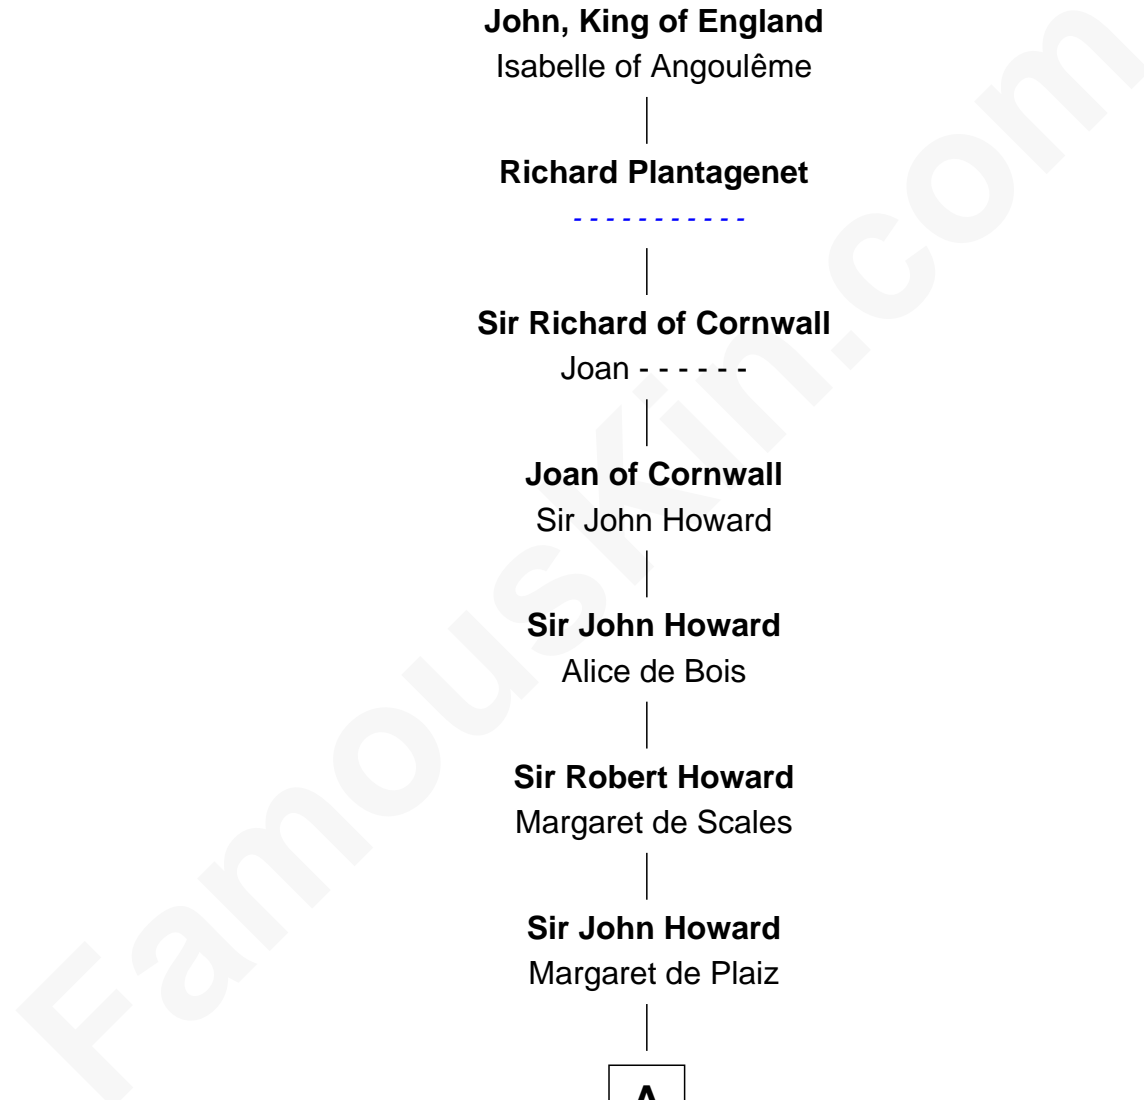 John, King of England
Isabelle of Angoulême
Richard Plantagenet
- - - - - - - - - - -
Sir Richard of Cornwall
Joan - - - - - -
Joan of Cornwall
Sir John Howard
Sir John Howard
Alice de Bois
Sir Robert Howard
Margaret de Scales
Sir John Howard
Margaret de Plaiz
A
FamousKin.com